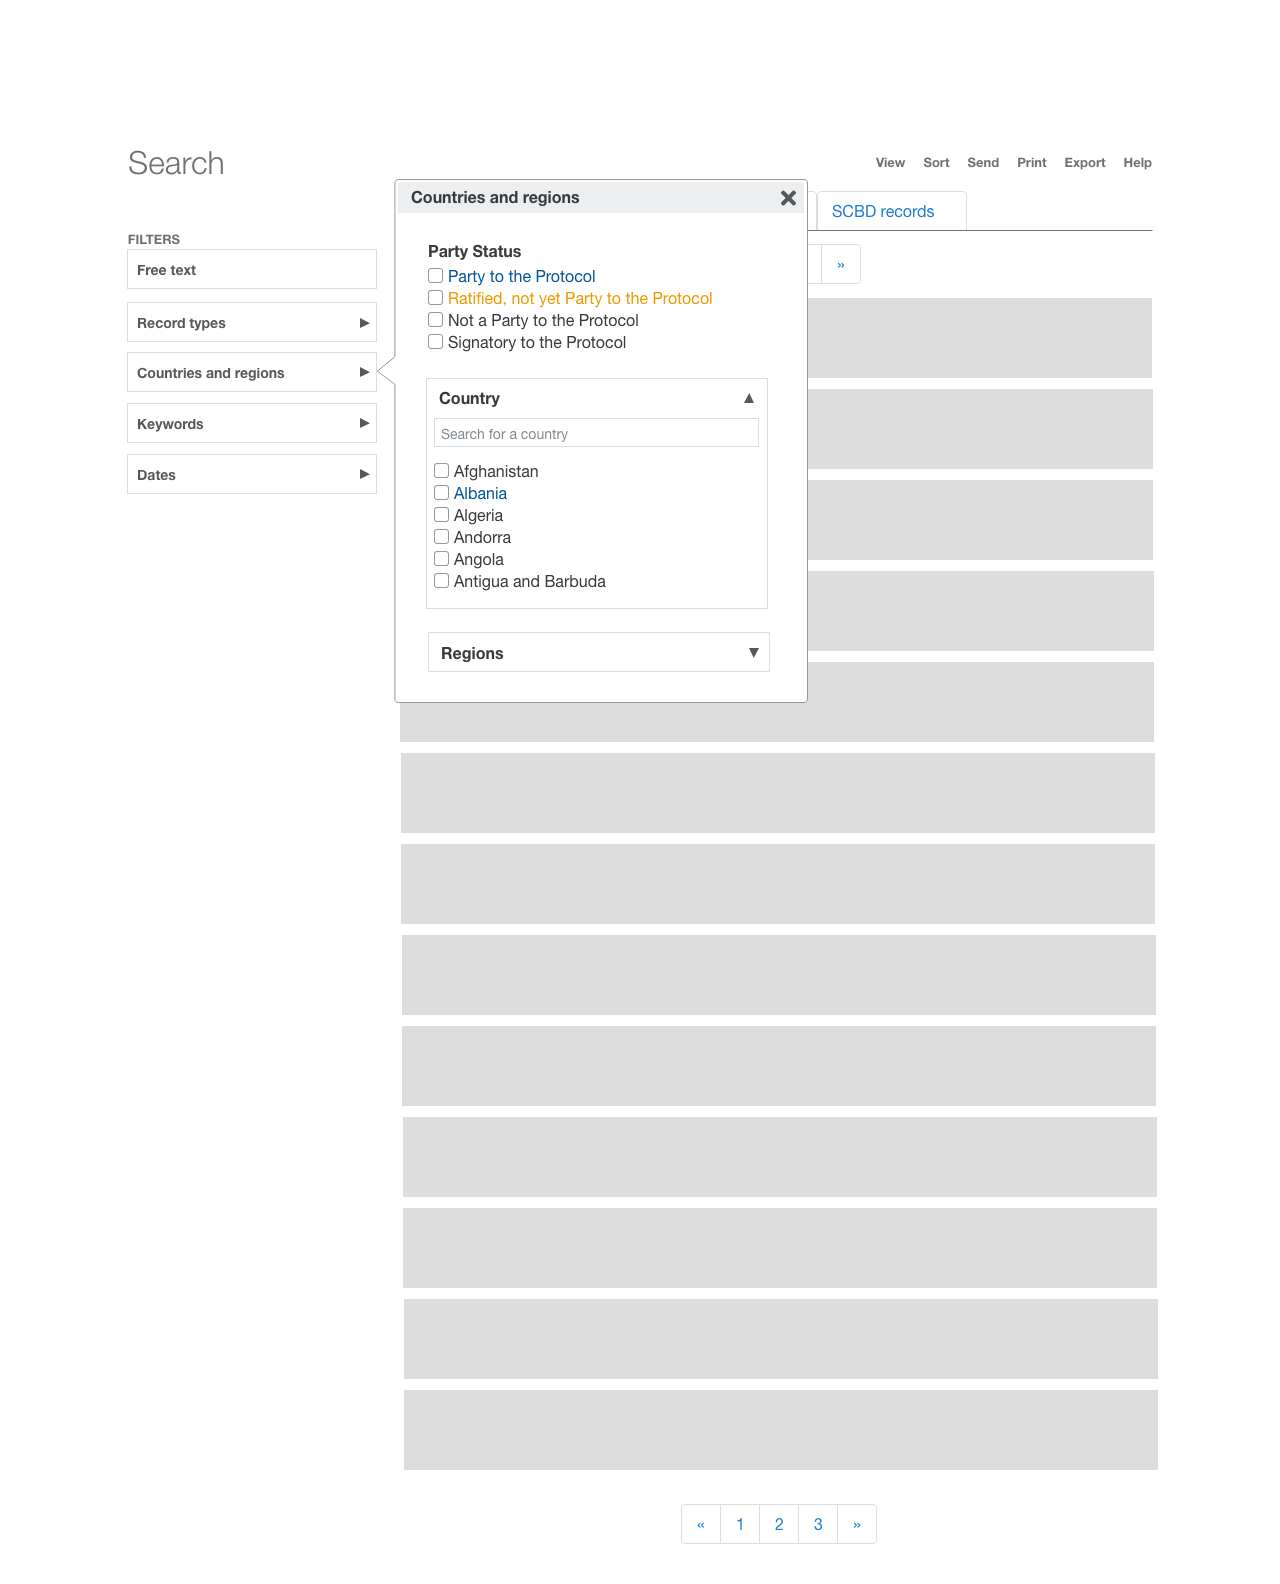 Search
View Sort Send Print Export Help
Countries and regions
SCBD records
FILTERS
Free text
Record types
Countries and regions
Keywords
Dates
Party Status
Party to the Protocol
Ratified, not yet Party to the Protocol
Not a Party to the Protocol
Signatory to the Protocol
»
Country
Search for a country
Afghanistan
Albania
Algeria
Andorra
Angola
Antigua and Barbuda
Regions
« 1 2 3 »